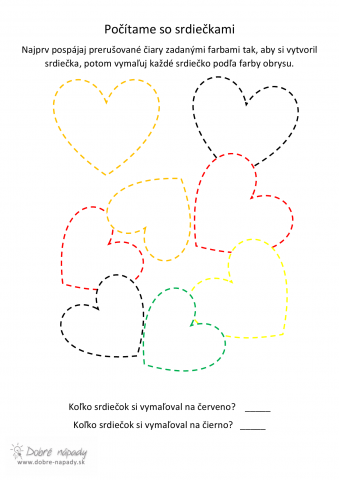 Počítame so srdiečkami
Najprv pospájaj prerušované čiary zadanými farbami tak, aby si vytvoril
srdiečka, potom vymaľuj každé srdiečko podľa farby obrysu.
Koľko srdiečok si vymaľoval na červeno? _____
Koľko srdiečok si vymaľoval na čierno? _____
Dobré nápady
www.dobre-napady.sk